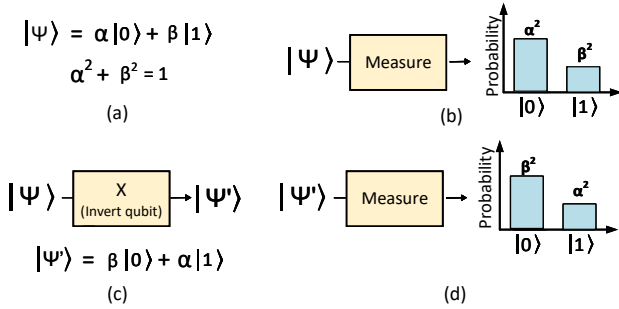 |Ψ⟩ = α|0⟩ + β|1⟩
α² + β² = 1
(a)
|Ψ⟩
Measure
Probability
α²
β²
|0⟩ |1⟩
(b)
|Ψ⟩
X
(Invert qubit)
|Ψ'⟩
|Ψ'⟩ = β|0⟩ + α|1⟩
(c)
|Ψ'⟩
Measure
Probability
β²
α²
|0⟩ |1⟩
(d)